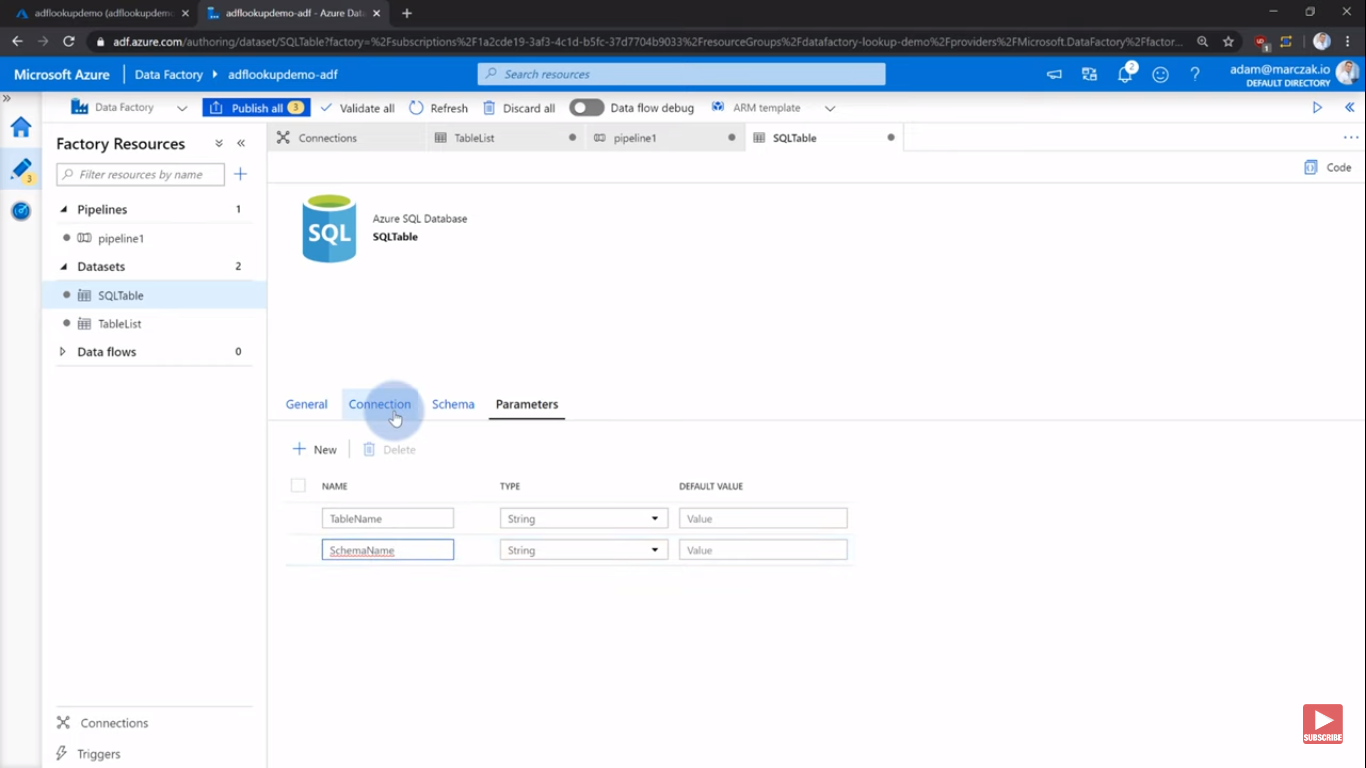 adflookupdemo (adflookupdemo
adflookupdemo-adf - Azure Dat
adf.azure.com/authoring/dataset/SQLTable?factory=%2Fsubscriptions%2F1a2cde19-3af3-4c1d-b5fc-37d7704b9033%2FresourceGroups%2Fdatafactory-lookup-demo%2Fproviders%2FMicrosoft.DataFactory%2Ffactor...
Microsoft Azure
Data Factory
adflookupdemo-adf
Search resources
2
adam@marczak.io
DEFAULT DIRECTORY
Data Factory
Publish all 3
Validate all
Refresh
Discard all
Data flow debug
ARM template
3
Factory Resources
Filter resources by name
Pipelines 1
pipeline1
Datasets 2
SQLTable
TableList
Data flows 0
Connections
Triggers
Connections
TableList
pipeline1
SQLTable
Code
SQL
Azure SQL Database
SQLTable
General
Connection
Schema
Parameters
New
Delete
NAME TYPE DEFAULT VALUE
TableName String Value
SchemaName String Value
SUBSCRIBE